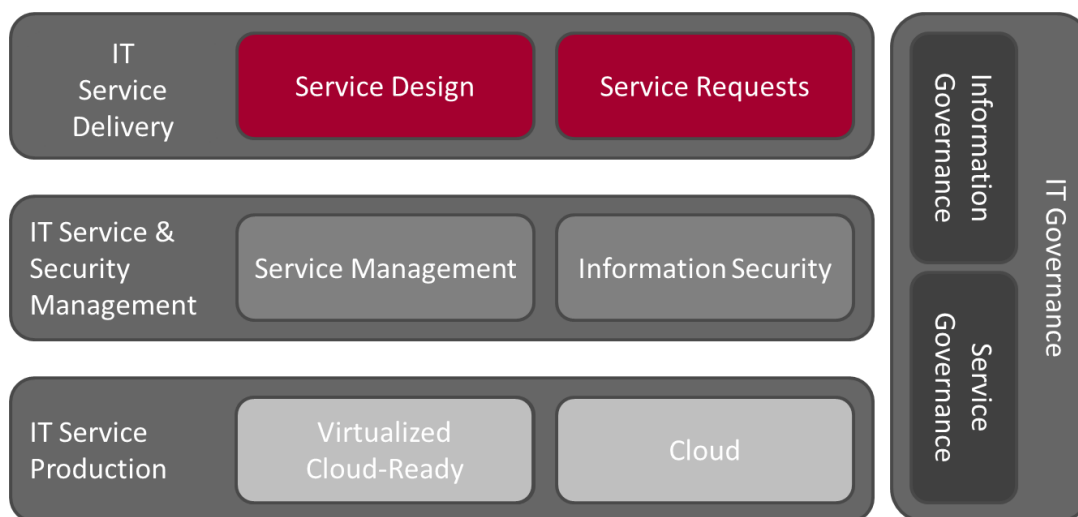 IT
Service
Delivery
Service Design
Service Requests
IT Service &
Security
Management
Service Management
Information Security
IT Service
Production
Virtualized
Cloud-Ready
Cloud
Information
Governance
Service
Governance
IT Governance